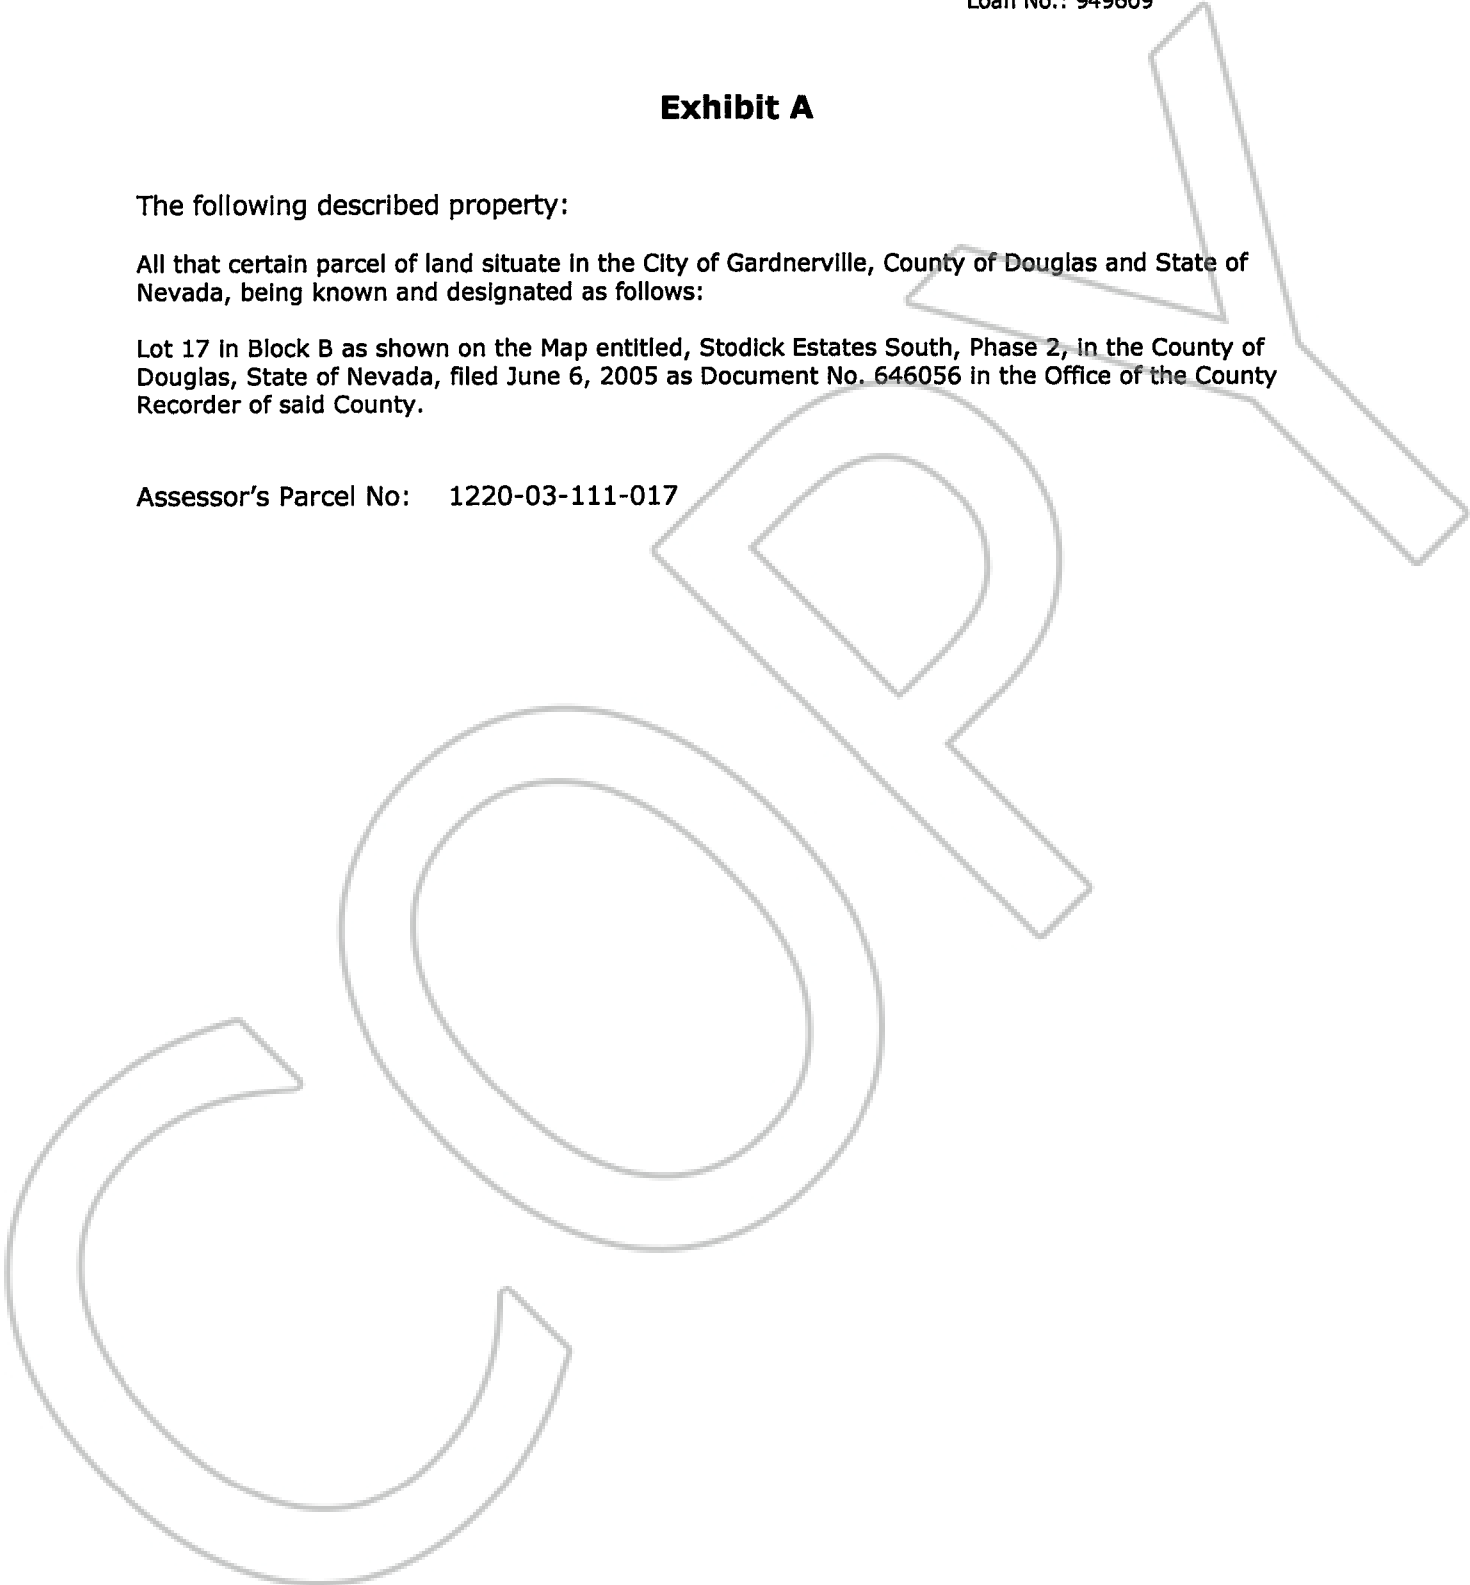 Loan No.: 949609
Exhibit A
The following described property:
All that certain parcel of land situate in the City of Gardnerville, County of Douglas and State of
Nevada, being known and designated as follows:
Lot 17 in Block B as shown on the Map entitled, Stodick Estates South, Phase 2, in the County of
Douglas, State of Nevada, filed June 6, 2005 as Document No. 646056 in the Office of the County
Recorder of said County.
Assessor's Parcel No: 1220-03-111-017
COPY